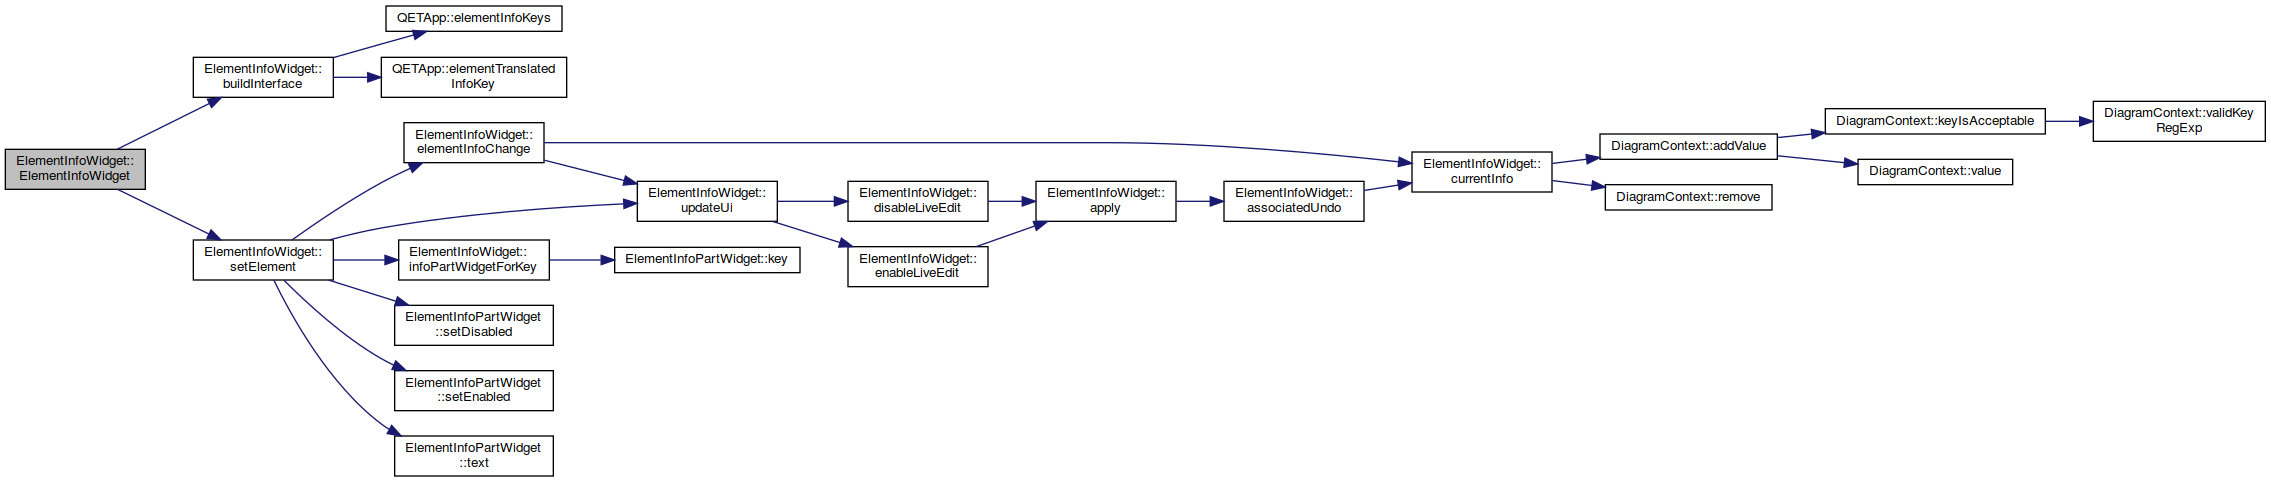 ElementInfoWidget::
ElementInfoWidget
ElementInfoWidget::
buildInterface
QETApp::elementInfoKeys
QETApp::elementTranslated
InfoKey
ElementInfoWidget::
setElement
ElementInfoWidget::
elementInfoChange
ElementInfoWidget::
updateUi
ElementInfoWidget::
disableLiveEdit
ElementInfoWidget::
enableLiveEdit
ElementInfoWidget::
apply
ElementInfoWidget::
associatedUndo
ElementInfoWidget::
currentInfo
DiagramContext::addValue
DiagramContext::remove
DiagramContext::keyIsAcceptable
DiagramContext::value
DiagramContext::validKey
RegExp
ElementInfoWidget::
infoPartWidgetForKey
ElementInfoPartWidget::key
ElementInfoPartWidget
::setDisabled
ElementInfoPartWidget
::setEnabled
ElementInfoPartWidget
::text